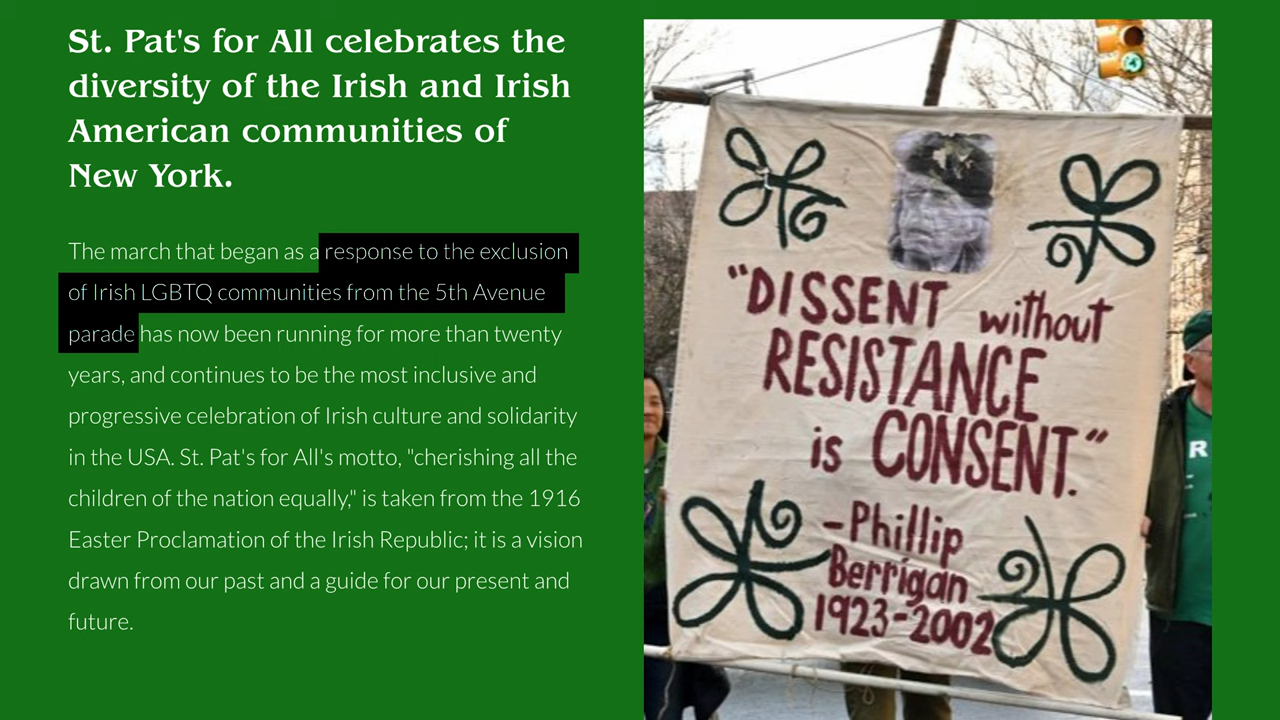 St. Pat's for All celebrates the
diversity of the Irish and Irish
American communities of
New York.
The march that began as a response to the exclusion
of Irish LGBTQ communities from the 5th Avenue
parade has now been running for more than twenty
years, and continues to be the most inclusive and
progressive celebration of Irish culture and solidarity
in the USA. St. Pat's for All's motto, "cherishing all the
children of the nation equally," is taken from the 1916
Easter Proclamation of the Irish Republic; it is a vision
drawn from our past and a guide for our present and
future.
"DISSENT without
RESISTANCE
is CONSENT."
-Phillip
Berrigan
1923-2002
R